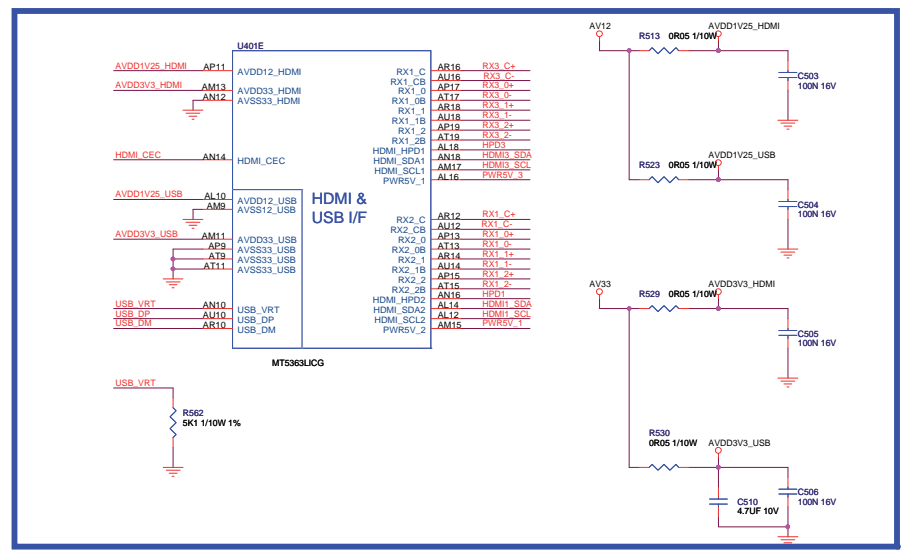 U401E
AVDD1V25_HDMI AP11 AVDD12_HDMI
AVDD3V3_HDMI AM13 AVDD33_HDMI
AN12 AVSS33_HDMI
HDMI_CEC AN14 HDMI_CEC
AVDD1V25_USB AL10 AVDD12_USB
AM9 AVSS12_USB
AVDD3V3_USB AM11 AVDD33_USB
AP9 AVSS33_USB
AT9 AVSS33_USB
AT11 AVSS33_USB
USB_VRT AN10 USB_VRT
USB_DP AU10 USB_DP
USB_DM AR10 USB_DM
HDMI &
USB I/F
RX1_C AR16 RX3_C+
RX1_CB AU16 RX3_C-
RX1_0 AP17 RX3_0+
RX1_0B AT17 RX3_0-
RX1_1 AR18 RX3_1+
RX1_1B AU18 RX3_1-
RX1_2 AP19 RX3_2+
RX1_2B AT19 RX3_2-
HDMI_HPD1 AL18 HPD3
HDMI_SDA1 AN18 HDMI3_SDA
HDMI_SCL1 AM17 HDMI3_SCL
PWR5V_1 AL16 PWR5V_3
RX2_C AR12 RX1_C+
RX2_CB AU12 RX1_C-
RX2_0 AP13 RX1_0+
RX2_0B AT13 RX1_0-
RX2_1 AR14 RX1_1+
RX2_1B AU14 RX1_1-
RX2_2 AP15 RX1_2+
RX2_2B AT15 RX1_2-
HDMI_HPD2 AN16 HPD1
HDMI_SDA2 AL14 HDMI1_SDA
HDMI_SCL2 AL12 HDMI1_SCL
PWR5V_2 AM15 PWR5V_1
MT5363LICG
USB_VRT
R562
5K1 1/10W 1%
AV12
R513 0R05 1/10W
AVDD1V25_HDMI
C503
100N 16V
R523 0R05 1/10W
AVDD1V25_USB
C504
100N 16V
AV33
R529 0R05 1/10W
AVDD3V3_HDMI
C505
100N 16V
R530
0R05 1/10W
AVDD3V3_USB
C510
4.7UF 10V
C506
100N 16V